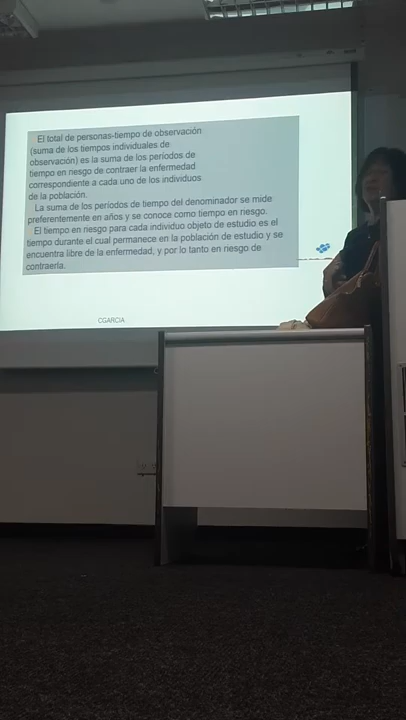 El total de personas-tiempo de observación
(suma de los tiempos individuales de
observación) es la suma de los períodos de
tiempo en riesgo de contraer la enfermedad
correspondiente a cada uno de los individuos
de la población.
La suma de los períodos de tiempo del denominador se mide
preferentemente en años y se conoce como tiempo en riesgo.
El tiempo en riesgo para cada individuo objeto de estudio es el
tiempo durante el cual permanece en la población de estudio y se
encuentra libre de la enfermedad, y por lo tanto en riesgo de
contraerla.
CGARCIA